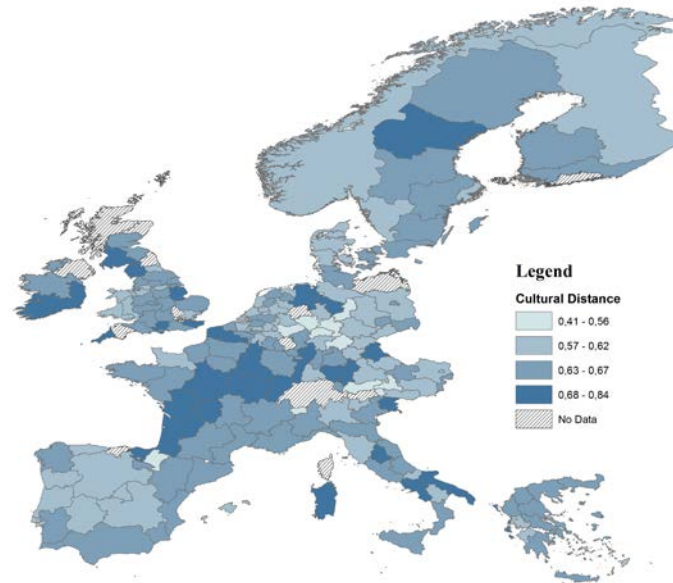 Legend
Cultural Distance
0,41 - 0,56
0,57 - 0,62
0,63 - 0,67
0,68 - 0,84
No Data